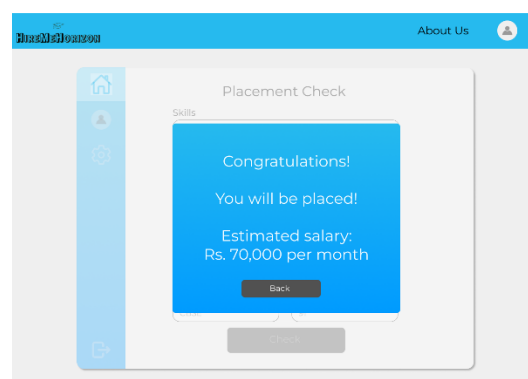 HireMeHorizon
About Us
Placement Check
Skills
Congratulations!
You will be placed!
Estimated salary:
Rs. 70,000 per month
Back
Check